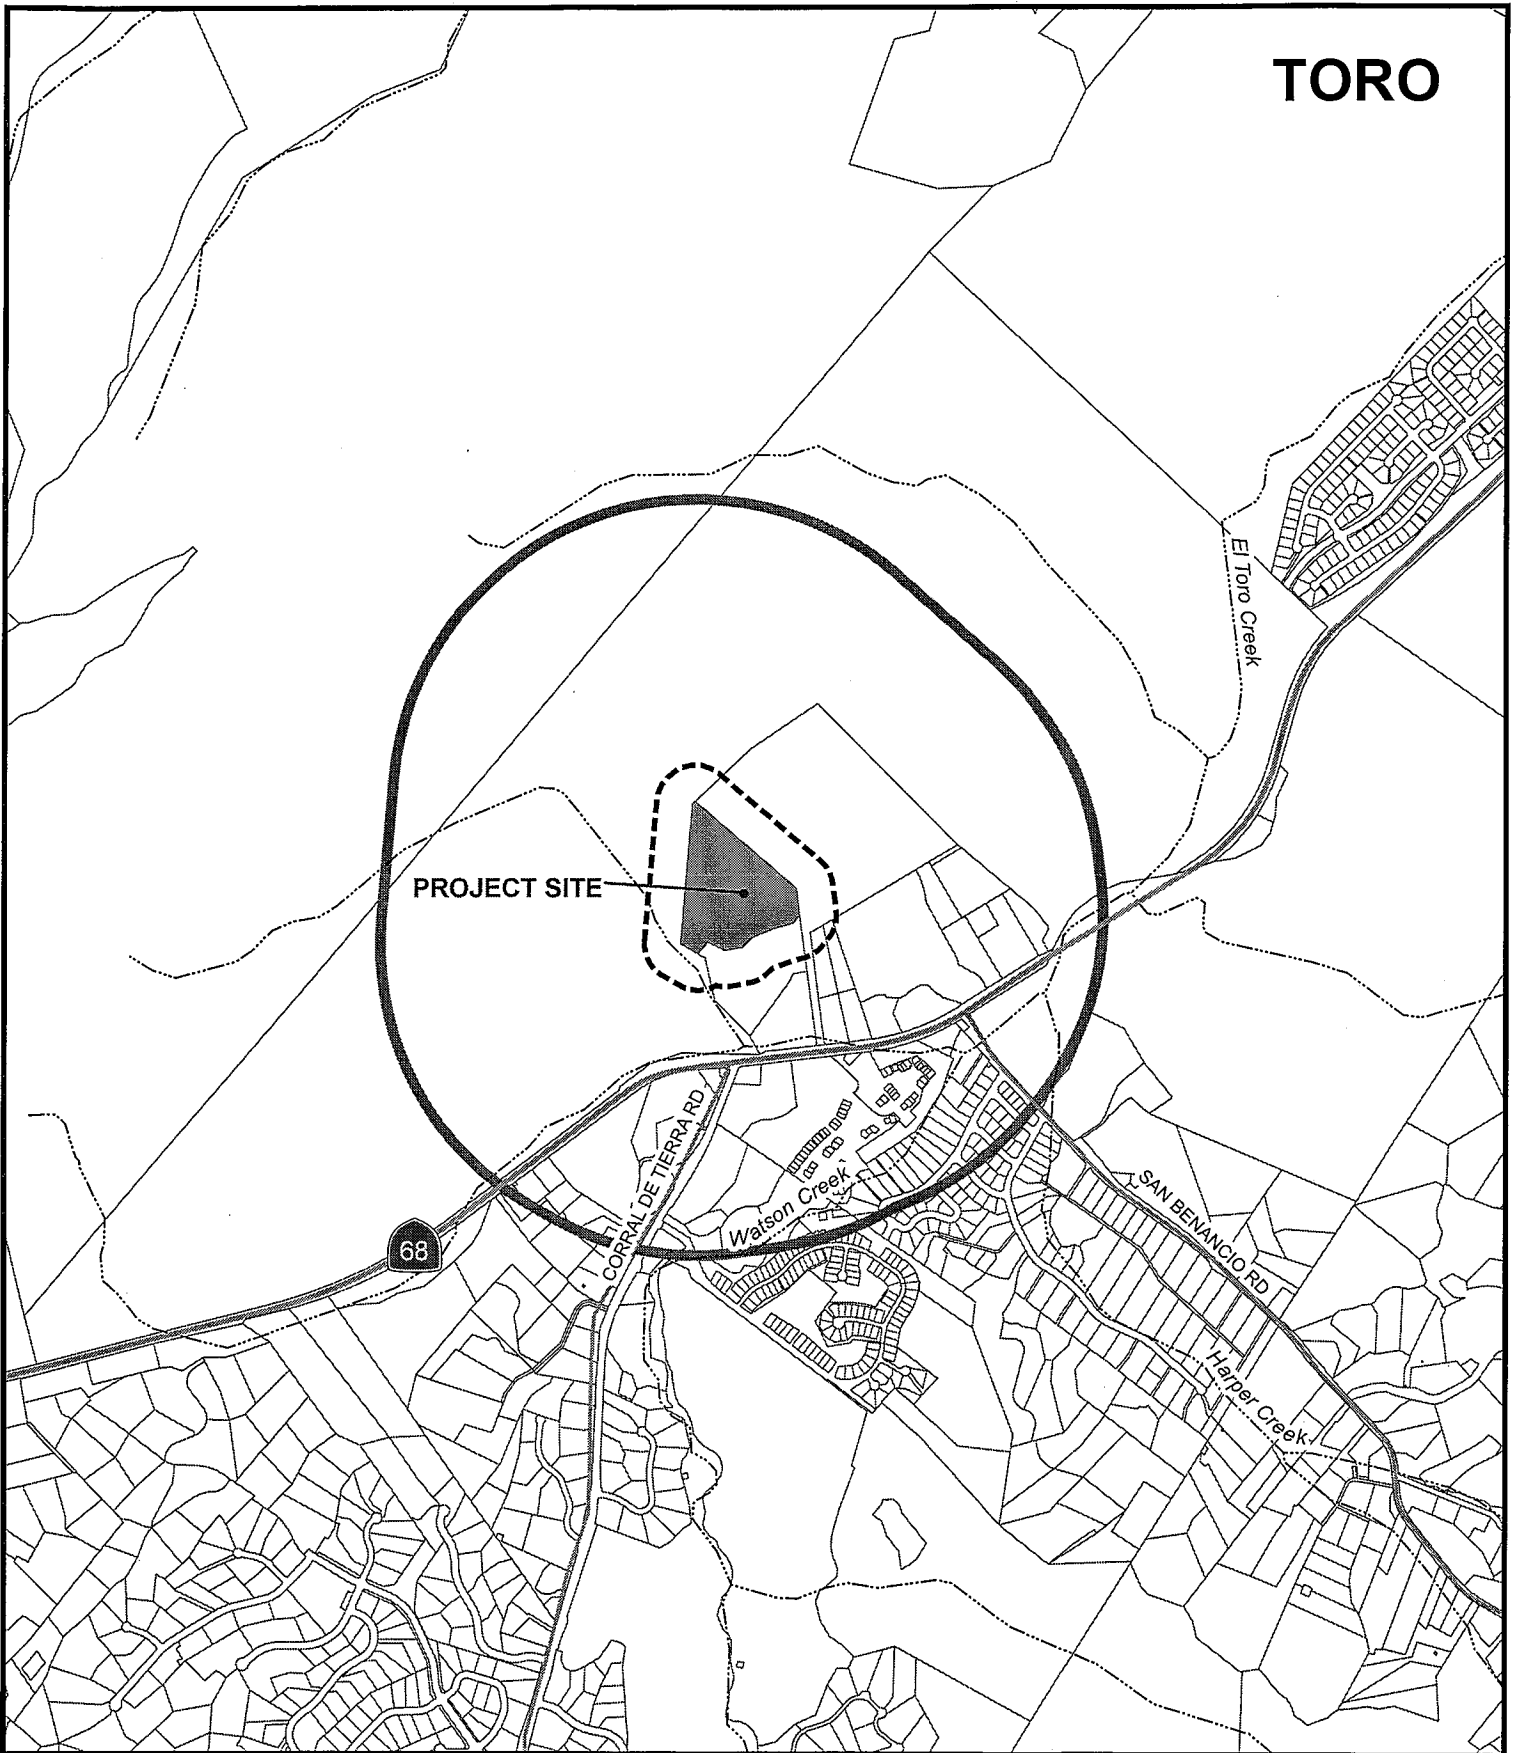 TORO
El Toro Creek
PROJECT SITE
CORRAL DE TIERRA RD
Watson Creek
SAN BENANCIO RD
68
Harper Creek